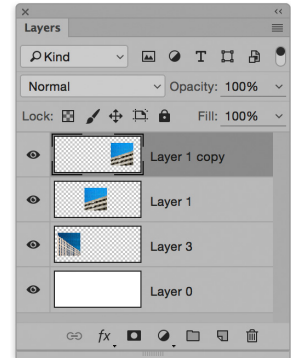 Layers
Kind
Normal
Opacity: 100%
Lock:
Fill: 100%
Layer 1 copy
Layer 1
Layer 3
Layer 0
fx